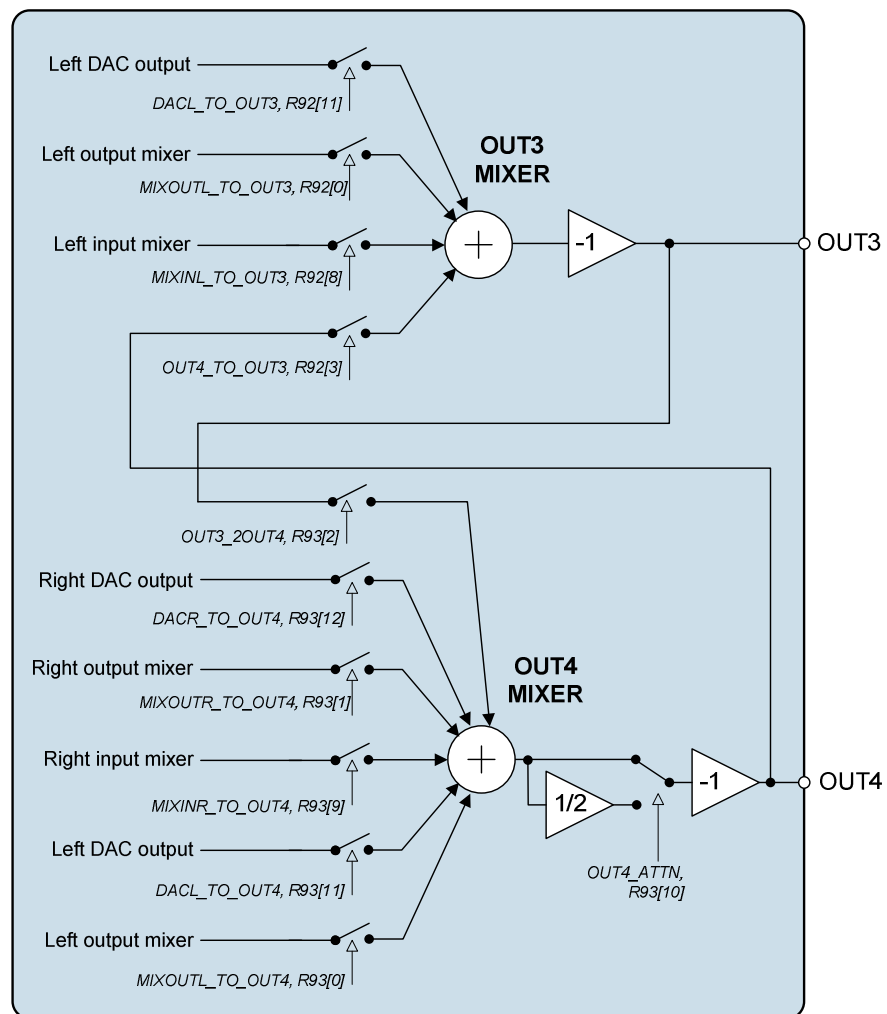 Left DAC output
DACL_TO_OUT3, R92[11]
Left output mixer
MIXOUTL_TO_OUT3, R92[0]
OUT3
MIXER
Left input mixer
MIXINL_TO_OUT3, R92[8]
+
-1
OUT3
OUT4_TO_OUT3, R92[3]
OUT3_2OUT4, R93[2]
Right DAC output
DACR_TO_OUT4, R93[12]
Right output mixer
MIXOUTR_TO_OUT4, R93[1]
OUT4
MIXER
Right input mixer
MIXINR_TO_OUT4, R93[9]
+
1/2
-1
OUT4
Left DAC output
DACL_TO_OUT4, R93[11]
OUT4_ATTN,
R93[10]
Left output mixer
MIXOUTL_TO_OUT4, R93[0]